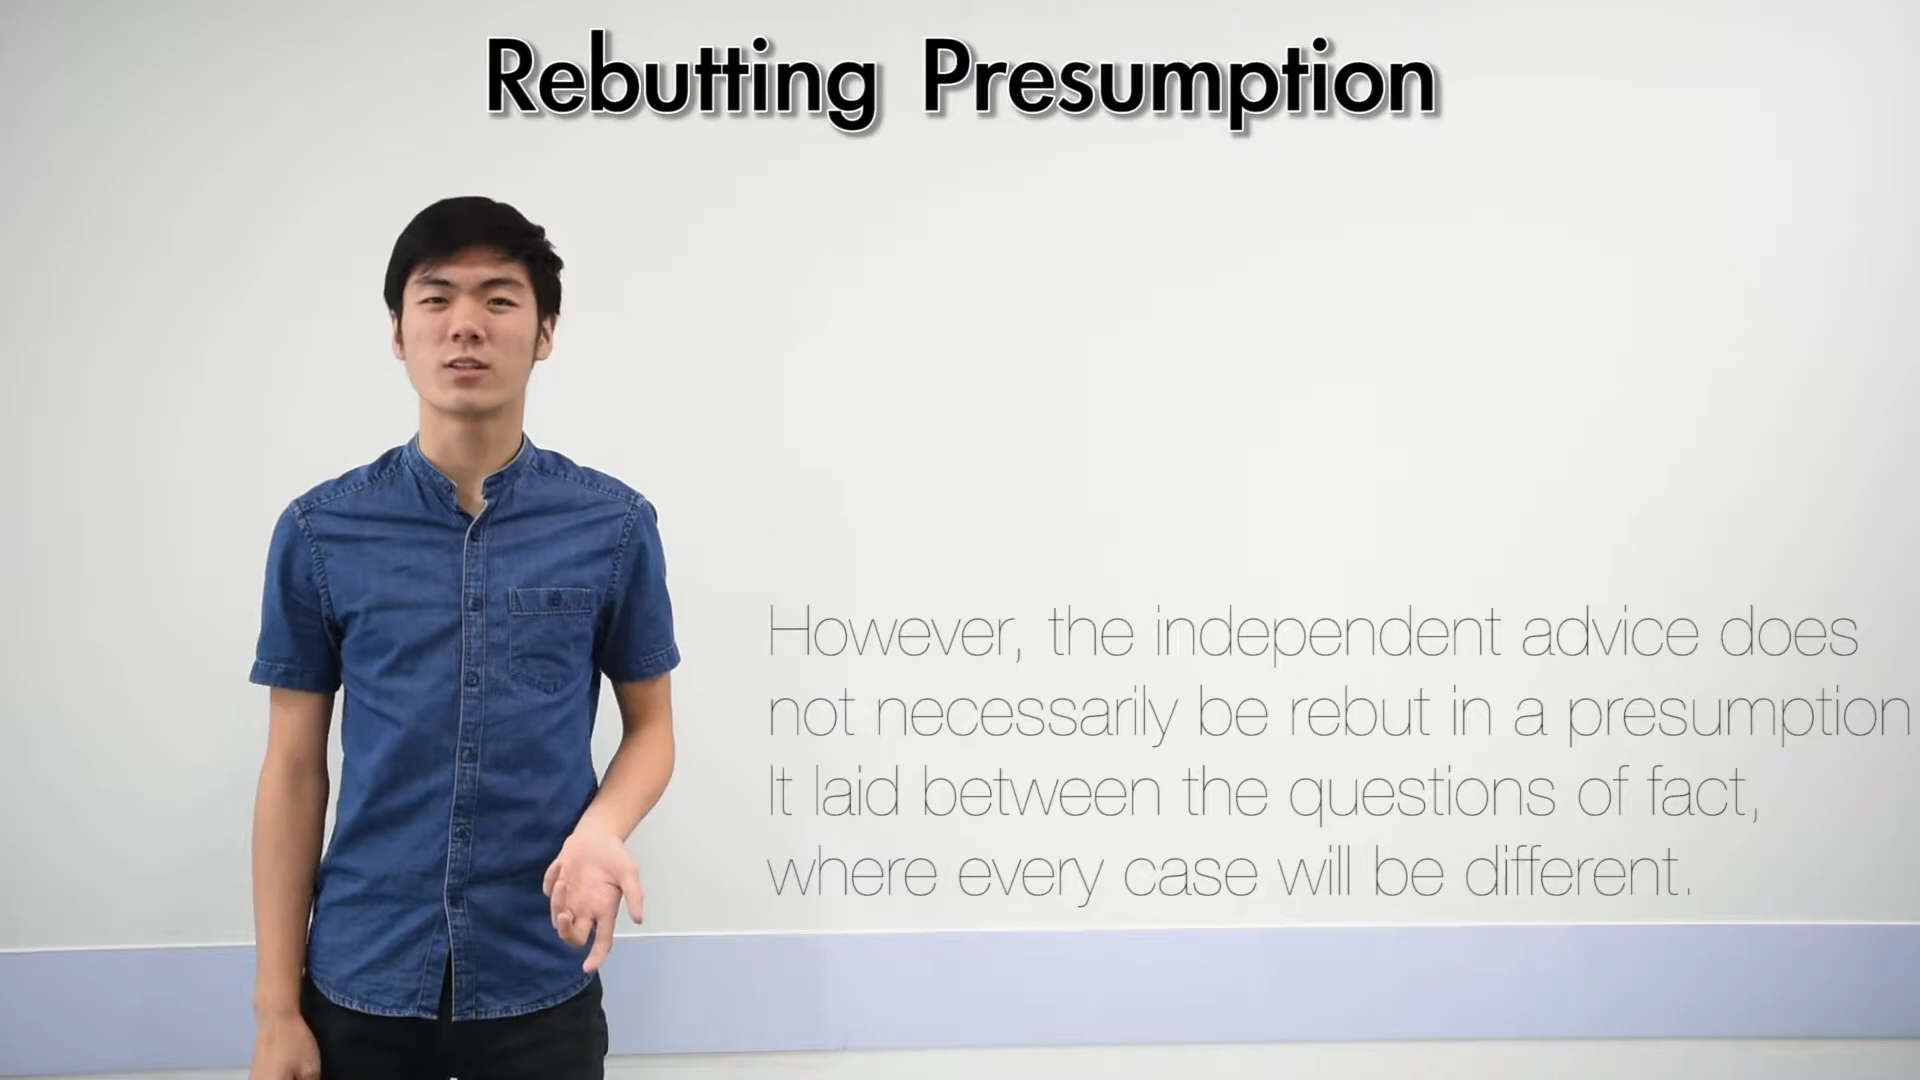 Rebutting Presumption
However, the independent advice does
not necessarily be rebut in a presumption
It laid between the questions of fact,
where every case will be different.